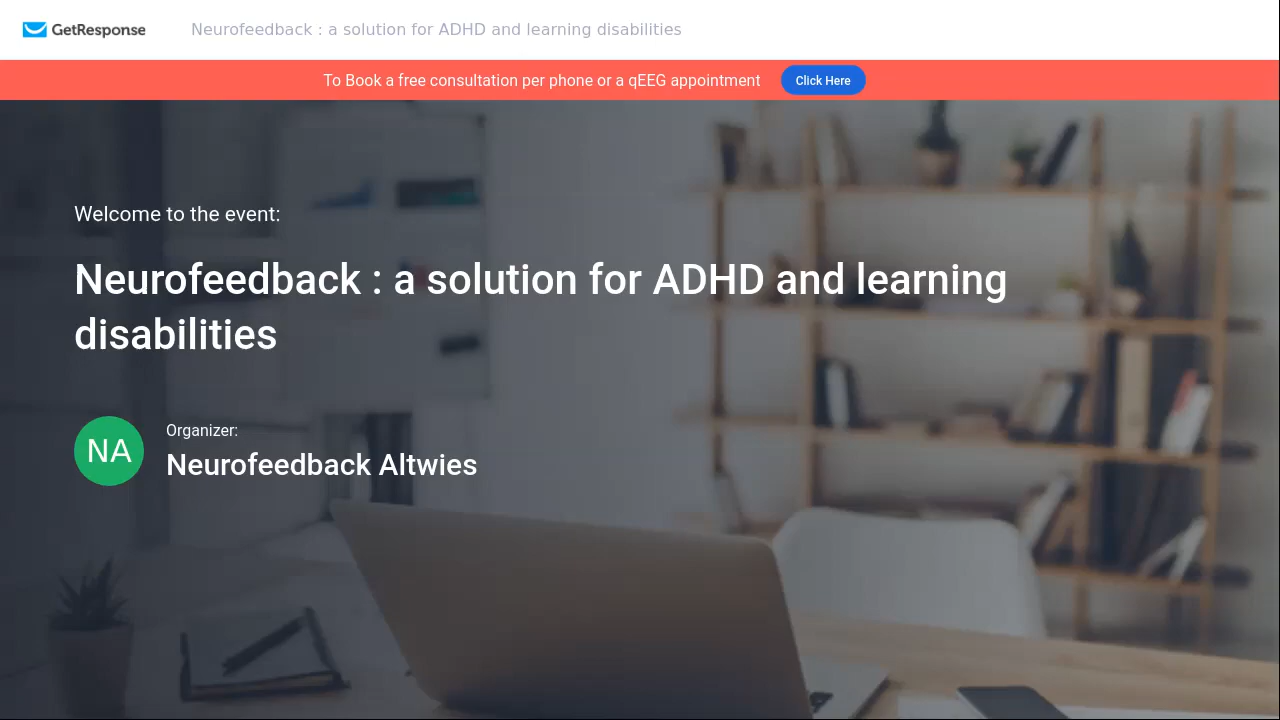 GetResponse
Neurofeedback : a solution for ADHD and learning disabilities
To Book a free consultation per phone or a qEEG appointment
Click Here
Welcome to the event:
Neurofeedback : a solution for ADHD and learning
disabilities
NA
Organizer:
Neurofeedback Altwies